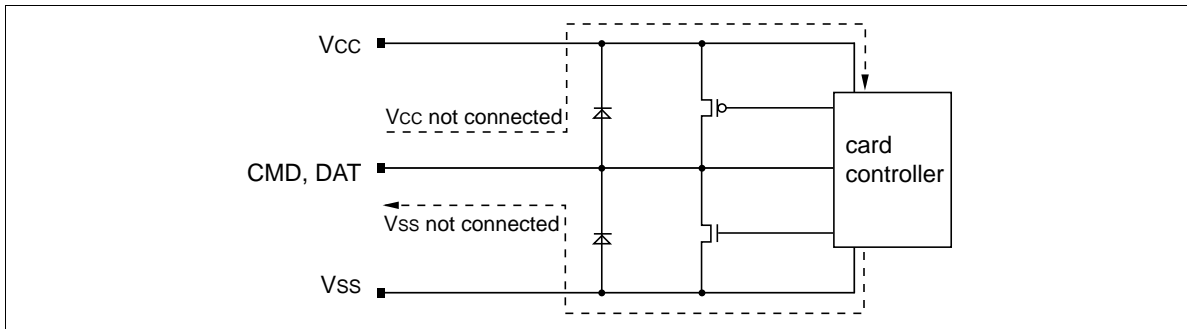 VCC
VCC not connected
card
controller
CMD, DAT
VSS not connected
VSS